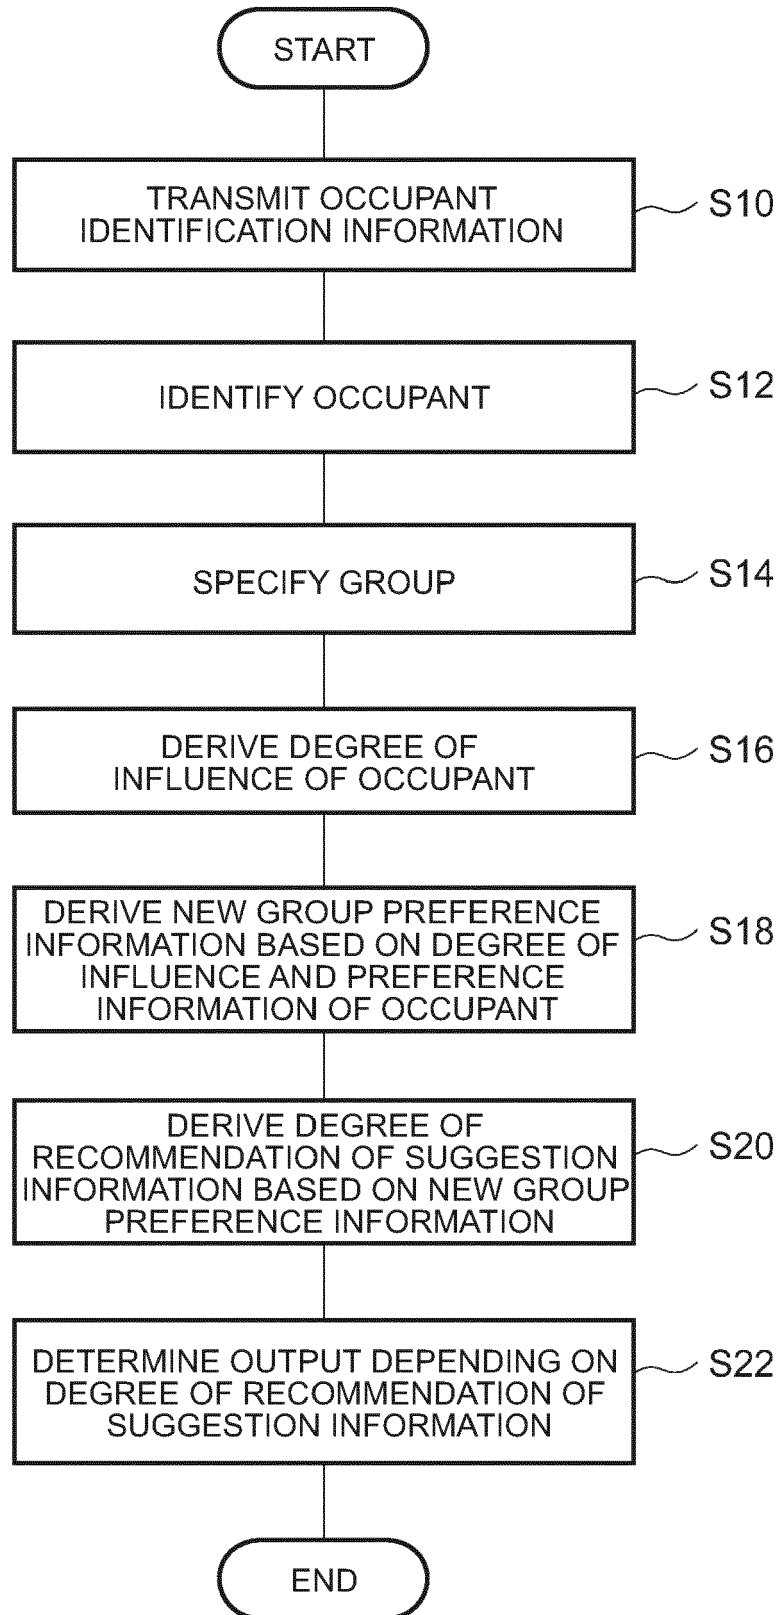 START
TRANSMIT OCCUPANT
IDENTIFICATION INFORMATION
S10
IDENTIFY OCCUPANT
S12
SPECIFY GROUP
S14
DERIVE DEGREE OF
INFLUENCE OF OCCUPANT
S16
DERIVE NEW GROUP PREFERENCE
INFORMATION BASED ON DEGREE OF
INFLUENCE AND PREFERENCE
INFORMATION OF OCCUPANT
S18
DERIVE DEGREE OF
RECOMMENDATION OF SUGGESTION
INFORMATION BASED ON NEW GROUP
PREFERENCE INFORMATION
S20
DETERMINE OUTPUT DEPENDING ON
DEGREE OF RECOMMENDATION OF
SUGGESTION INFORMATION
S22
END